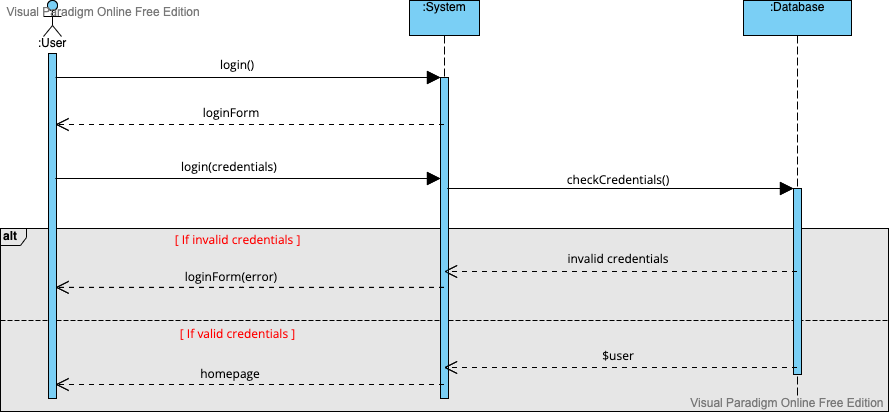 Visual Paradigm Online Free Edition
:User
:System
:Database
login()
loginForm
login(credentials)
checkCredentials()
alt
[ If invalid credentials ]
invalid credentials
loginForm(error)
[ If valid credentials ]
$user
homepage
Visual Paradigm Online Free Edition